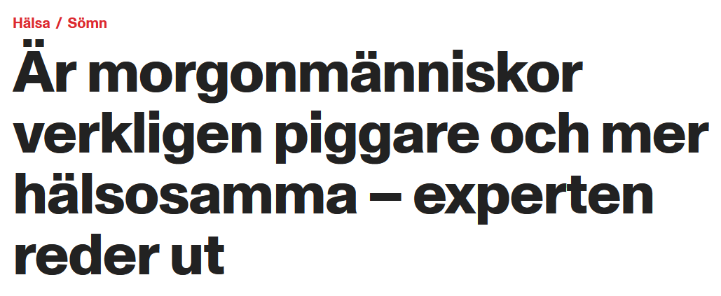 Hälsa / Sömn
Är morgonmänniskor
verkligen piggare och mer
hälsosamma – experten
reder ut